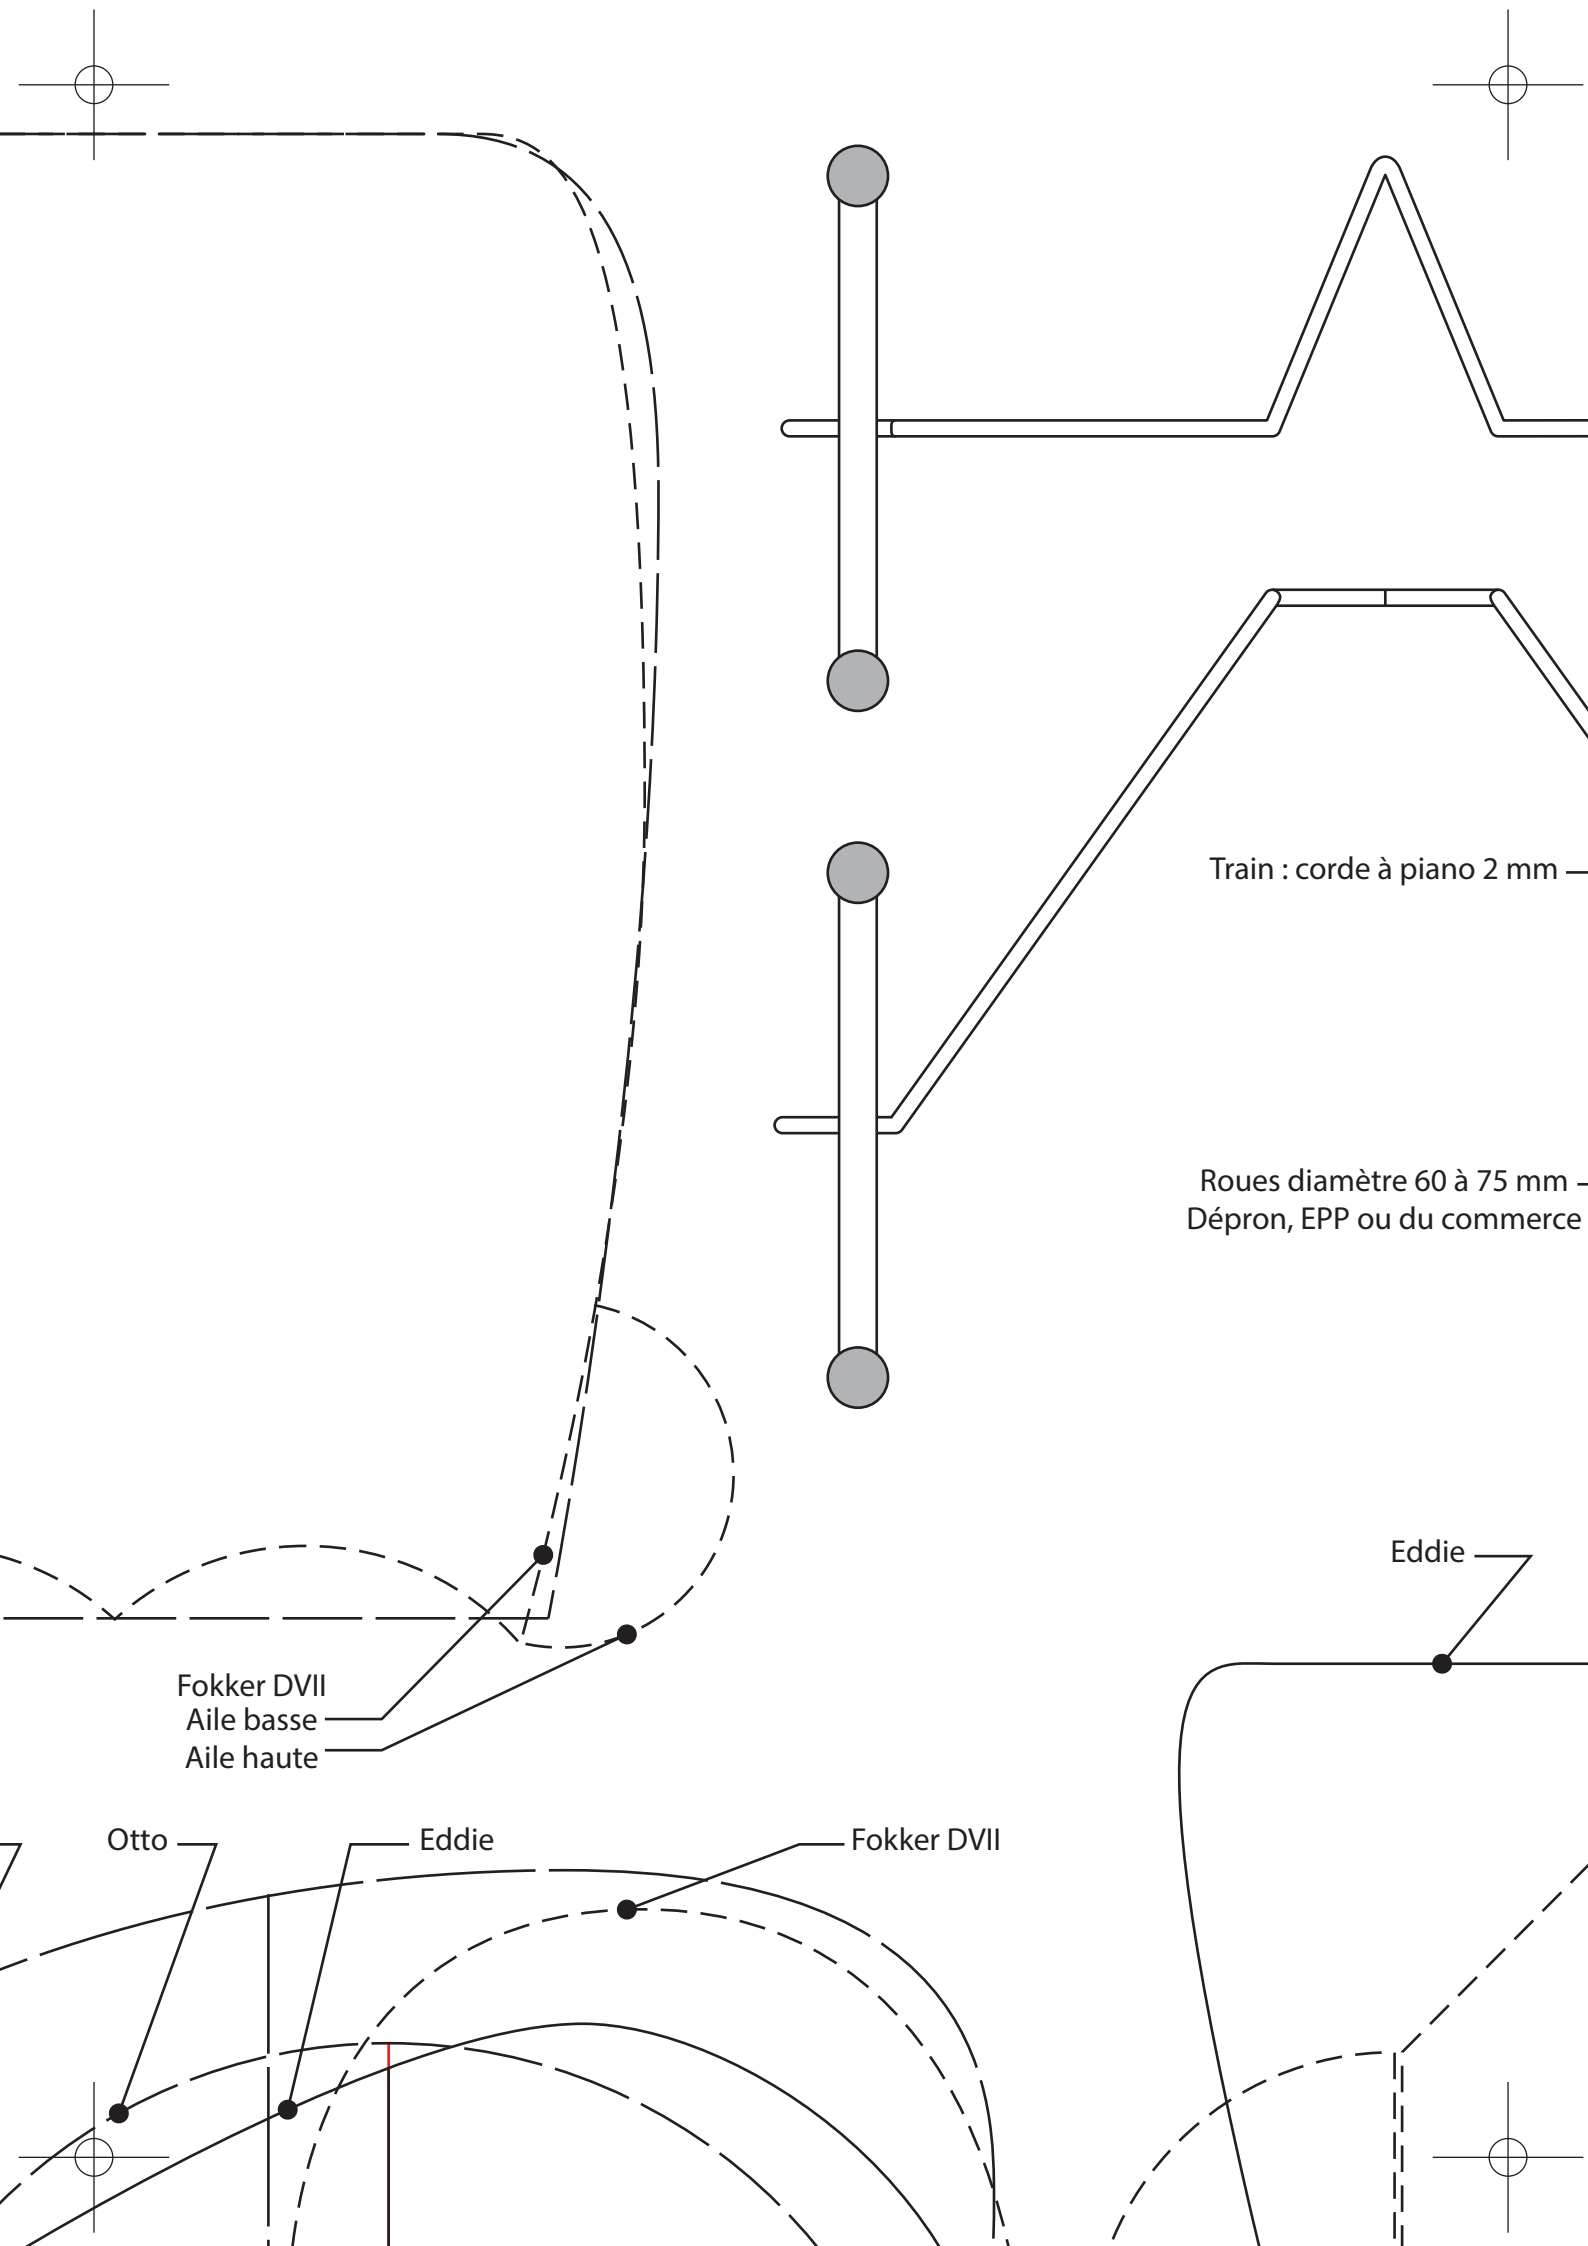 Train : corde à piano 2 mm
Roues diamètre 60 à 75 mm
Dépron, EPP ou du commerce
Eddie
Fokker DVII
Aile basse
Aile haute
Otto
Eddie
Fokker DVII